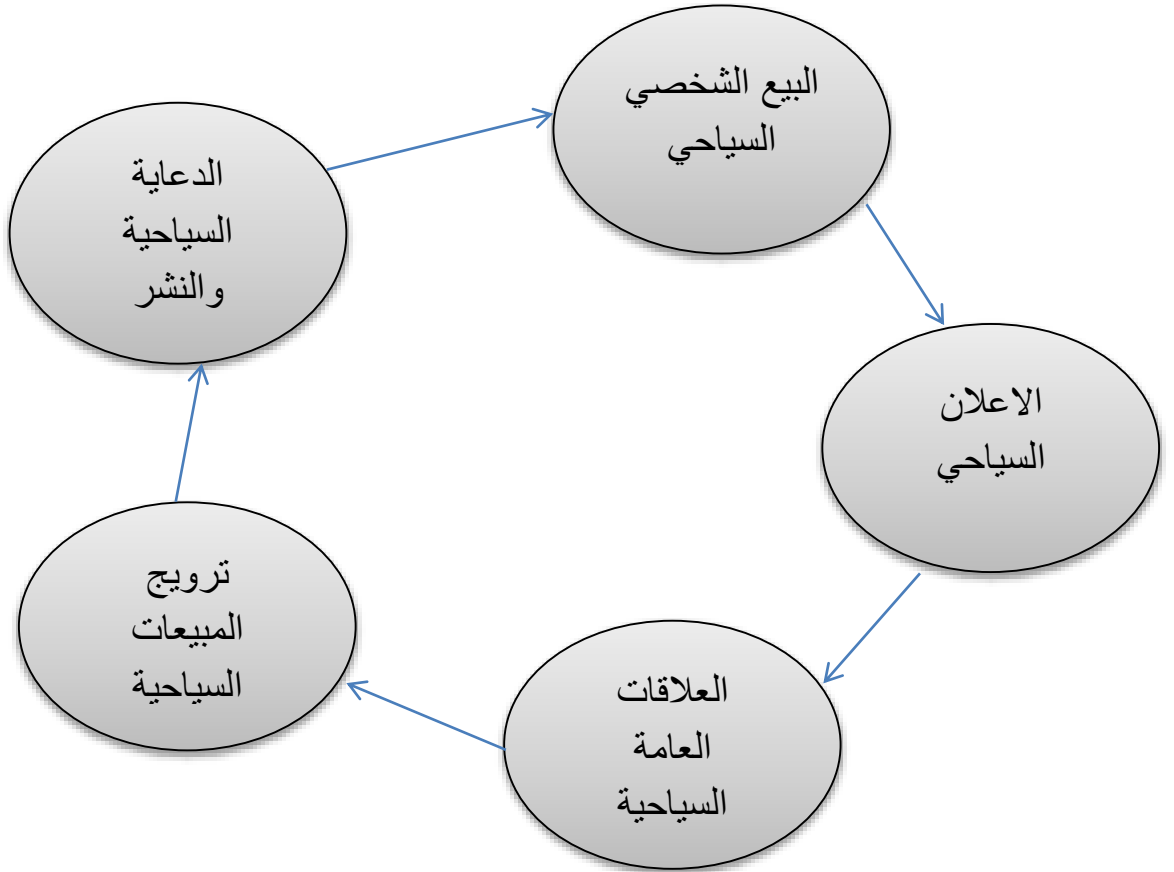 البيع الشخصي
السياحي
الاعلان
السياحي
العلاقات
العامة
السياحية
ترويج
المبيعات
السياحية
الدعاية
السياحية
والنشر